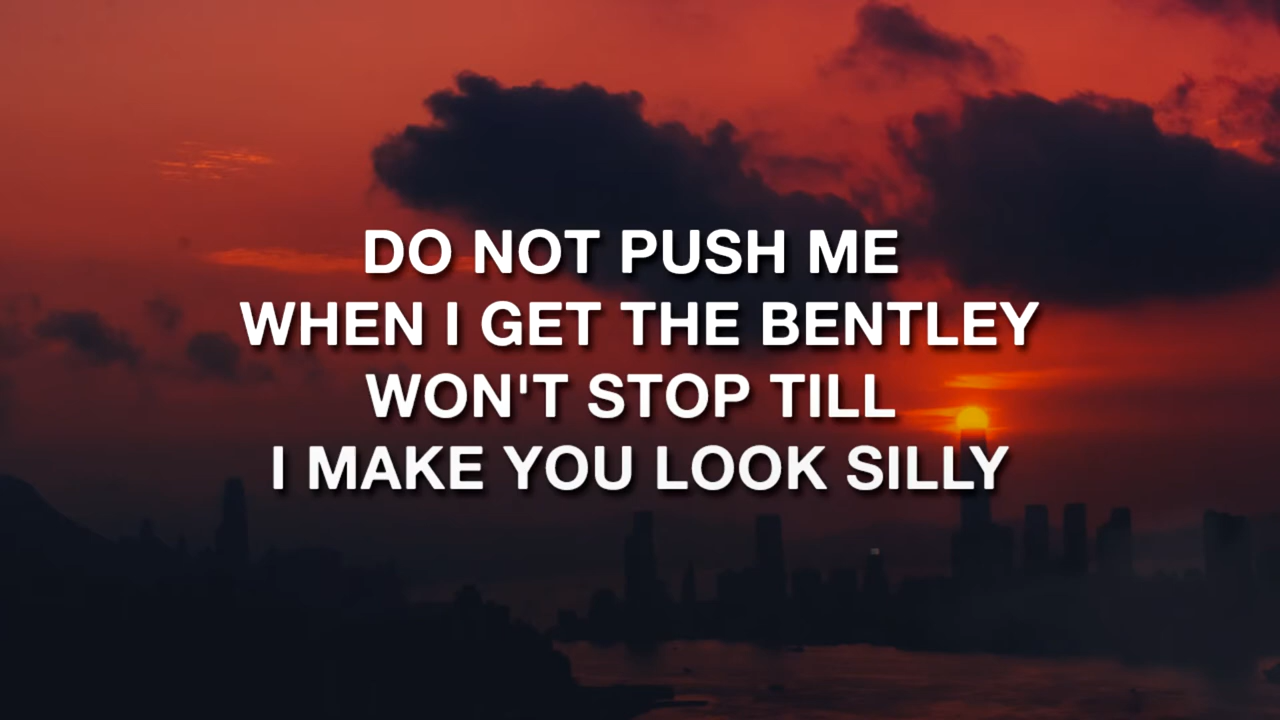 DO NOT PUSH ME
WHEN I GET THE BENTLEY
WON'T STOP TILL
I MAKE YOU LOOK SILLY